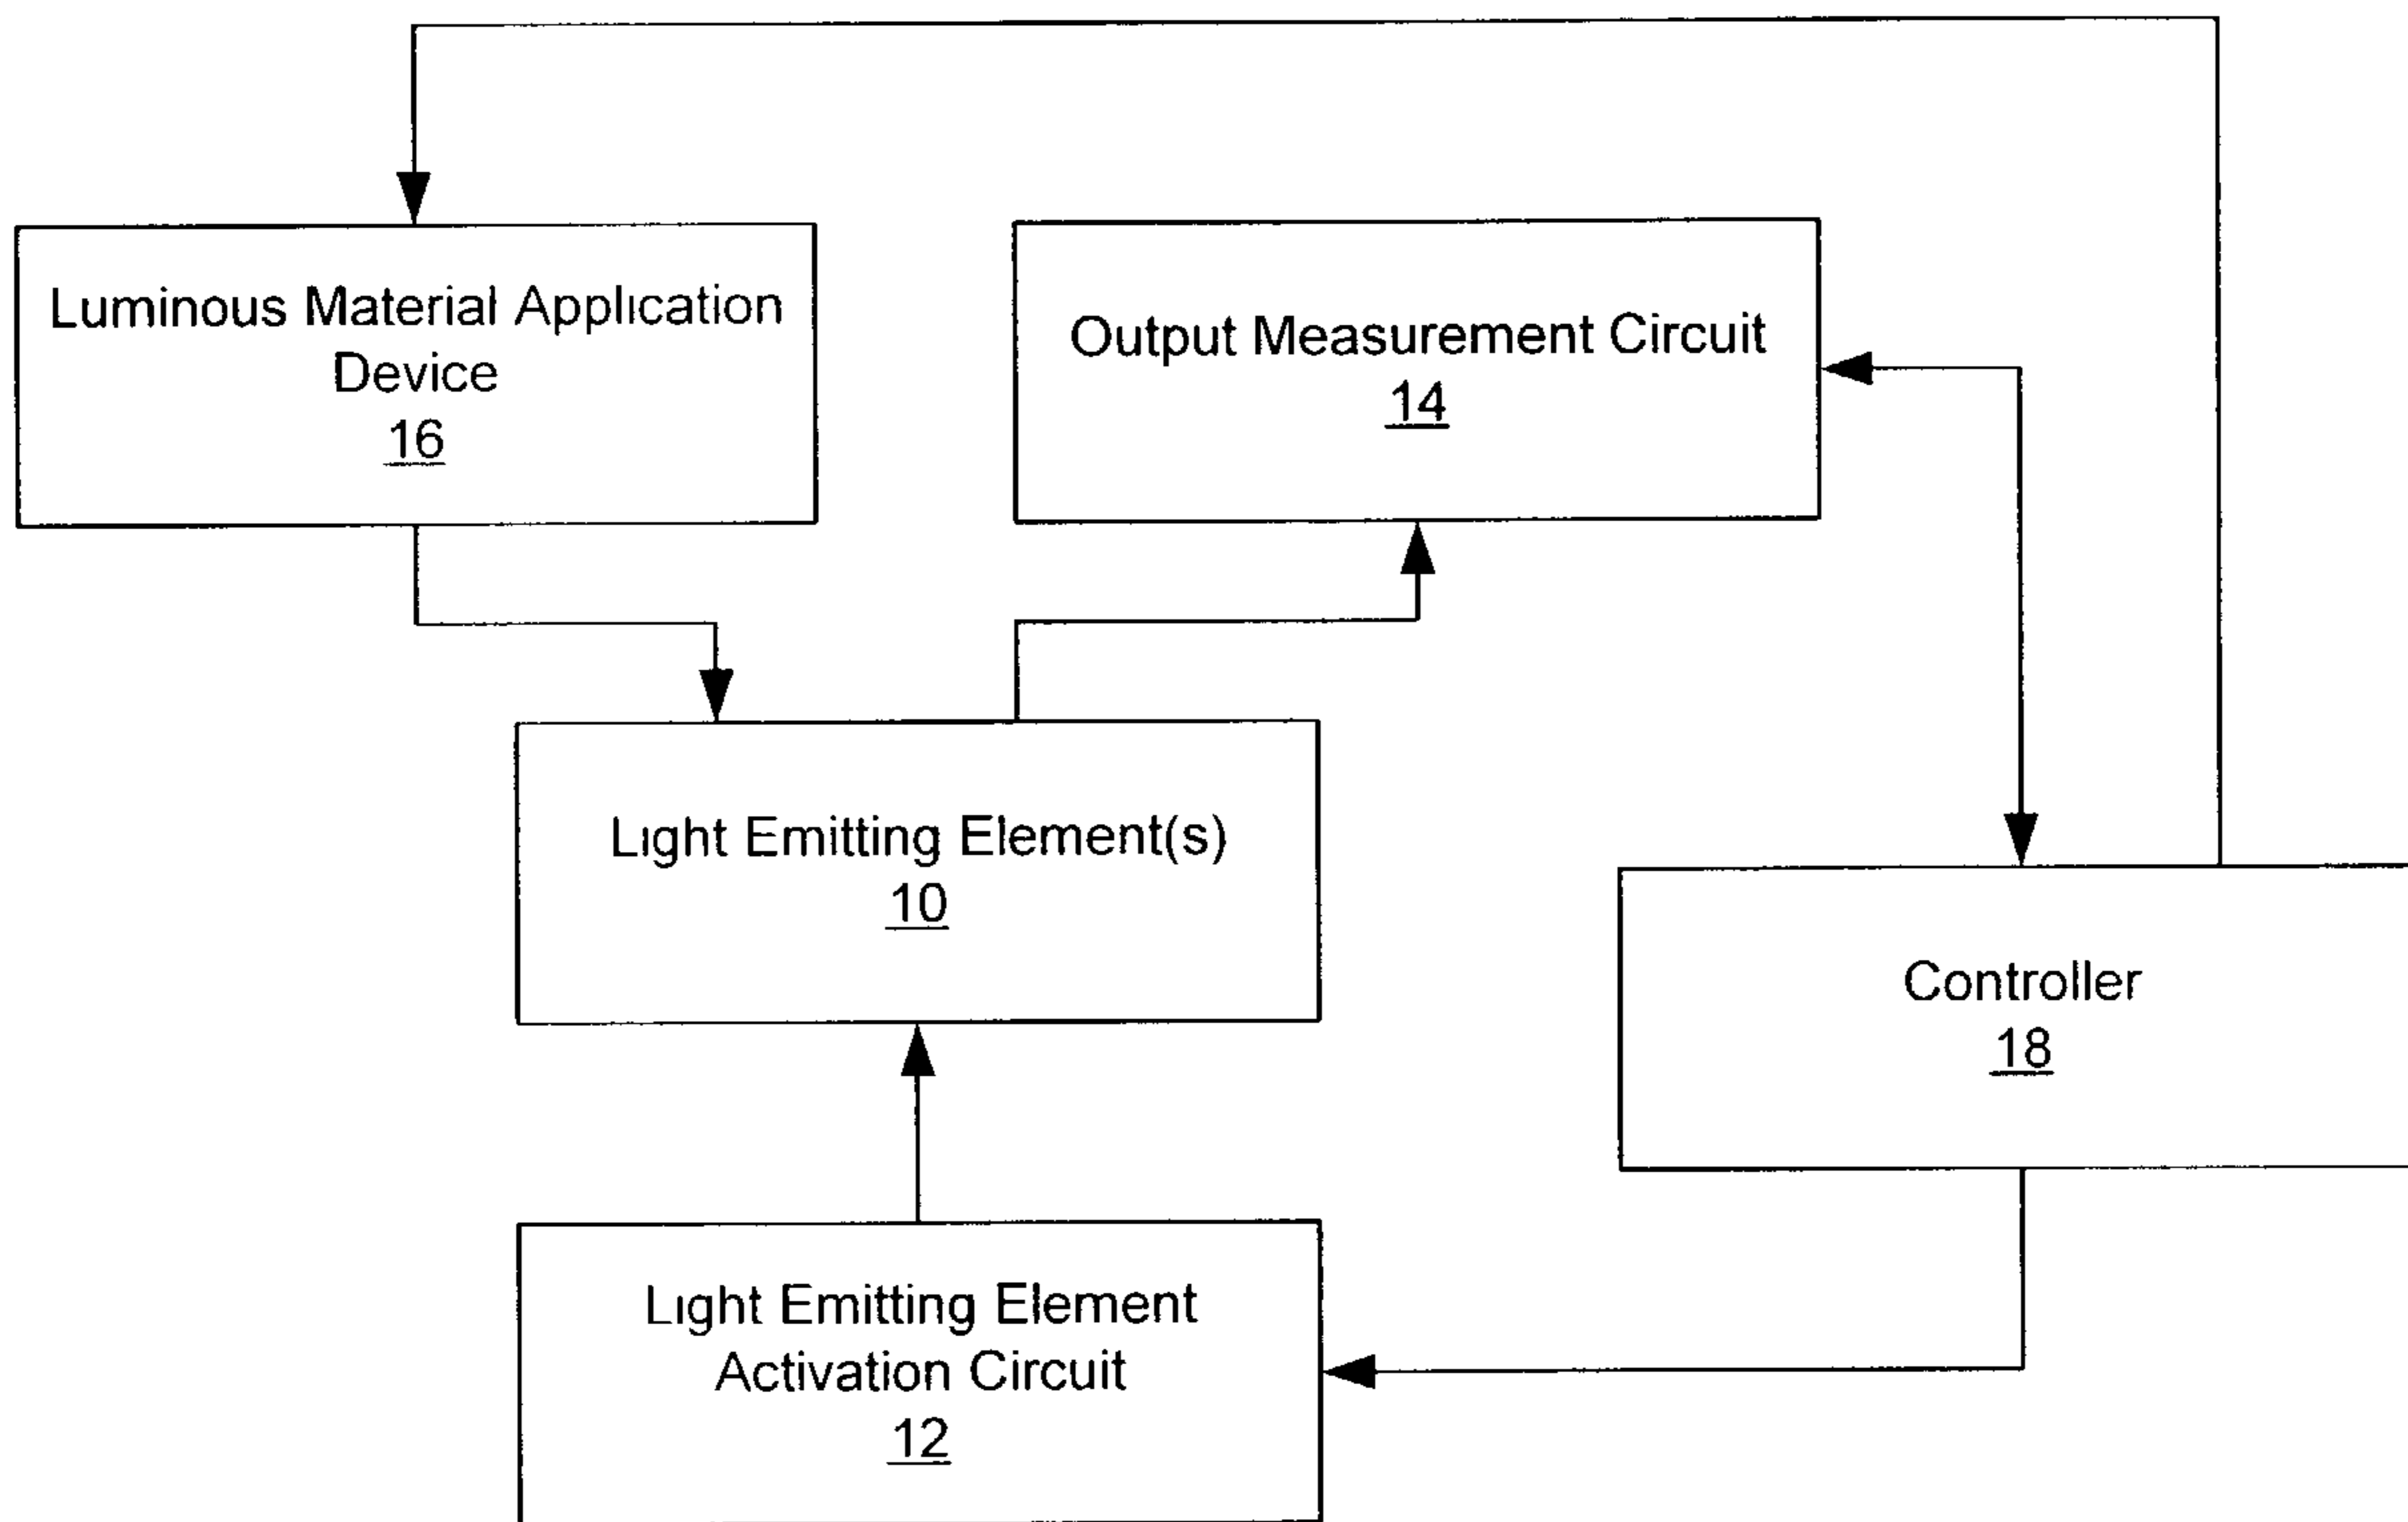 Luminous Material Application
Device
16
Output Measurement Circuit
14
Light Emitting Element(s)
10
Controller
18
Light Emitting Element
Activation Circuit
12